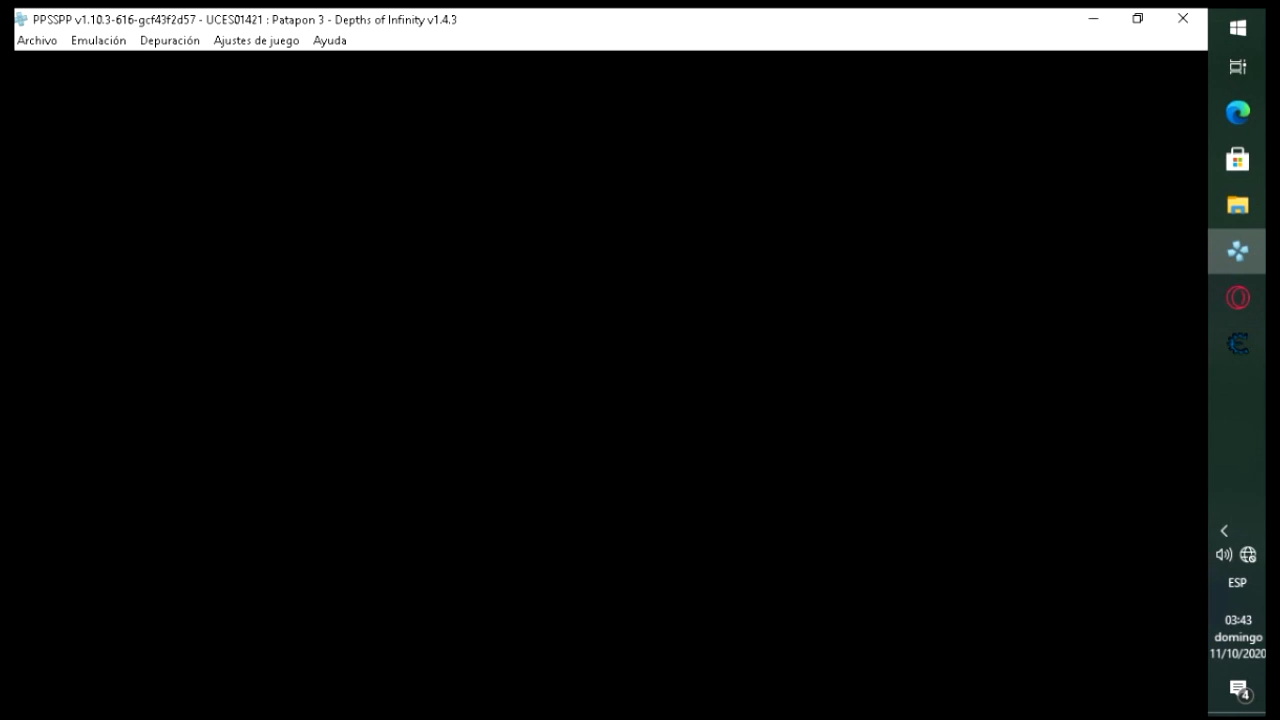 PPSSPP v1.10.3-616-gcf43f2d57 - UCES01421 : Patapon 3 - Depths of Infinity v1.4.3
Archivo Emulación Depuración Ajustes de juego Ayuda
ESP
03:43
domingo
11/10/2020
4